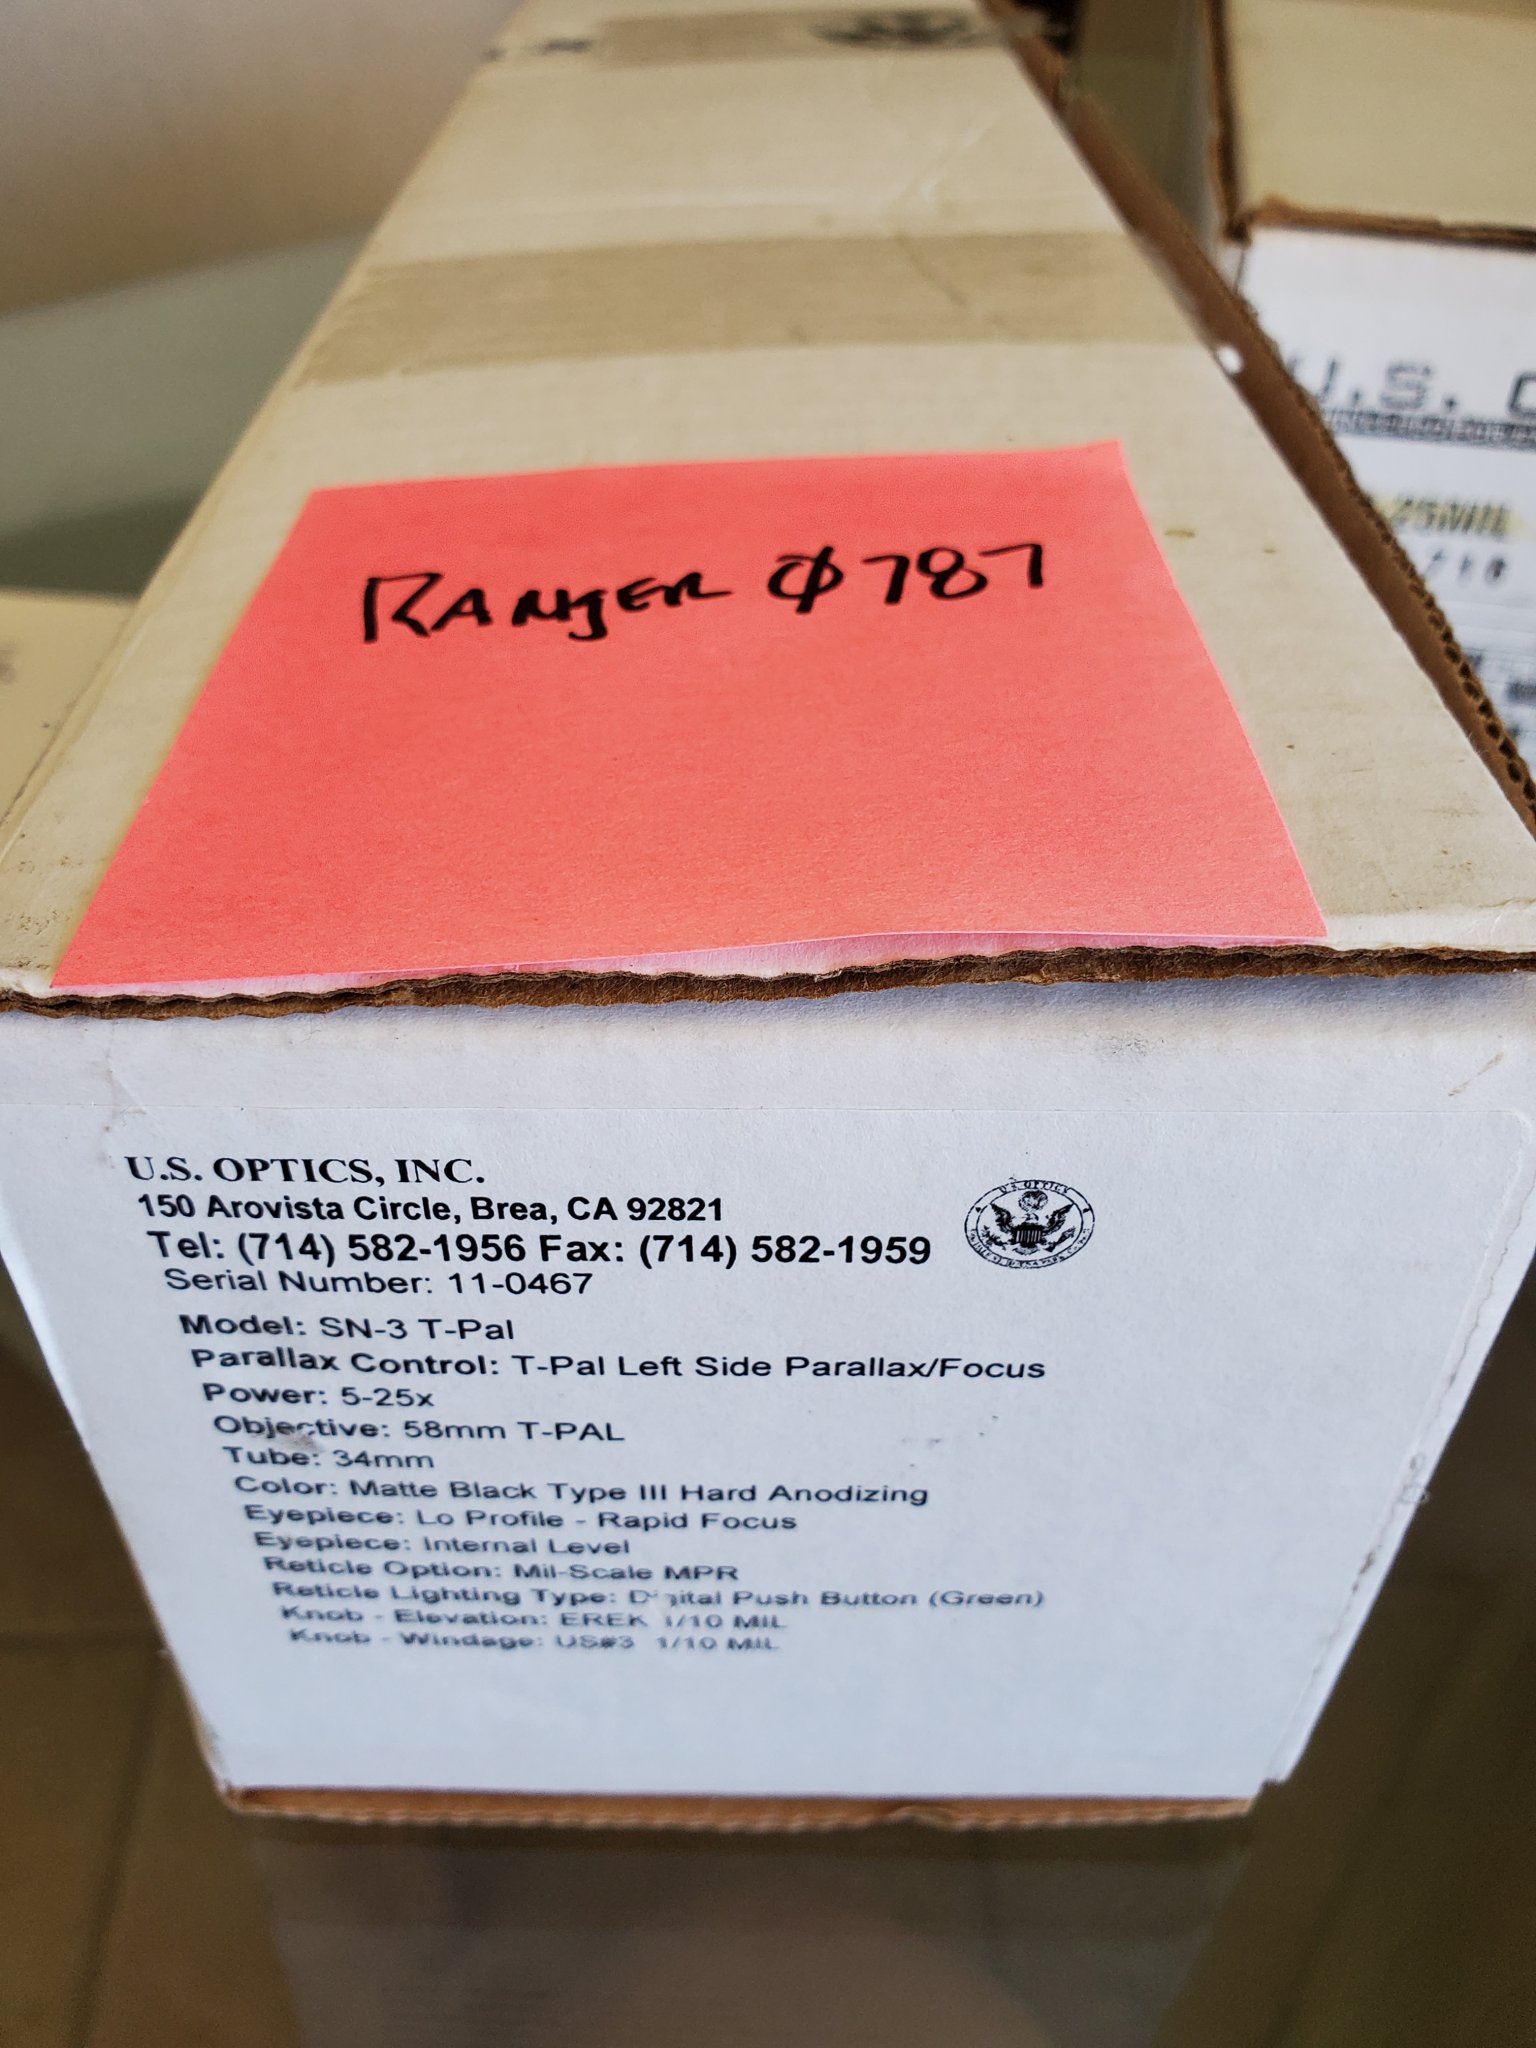 RANGER Ø787
U.S. OPTICS, INC.
150 Arovista Circle, Brea, CA 92821
Tel: (714) 582-1956 Fax: (714) 582-1959
Serial Number: 11-0467
Model: SN-3 T-Pal
Parallax Control: T-Pal Left Side Parallax/Focus
Power: 5-25x
Objective: 58mm T-PAL
Tube: 34mm
Color: Matte Black Type III Hard Anodizing
Eyepiece: Lo Profile - Rapid Focus
Eyepiece: Internal Level
Reticle Option: Mil-Scale MPR
Reticle Lighting Type: Digital Push Button (Green)
Knob - Elevation: EREK 1/10 MIL
Knob - Windage: US#3 1/10 MIL
U.S. OPTICS
U.S.
25MIL